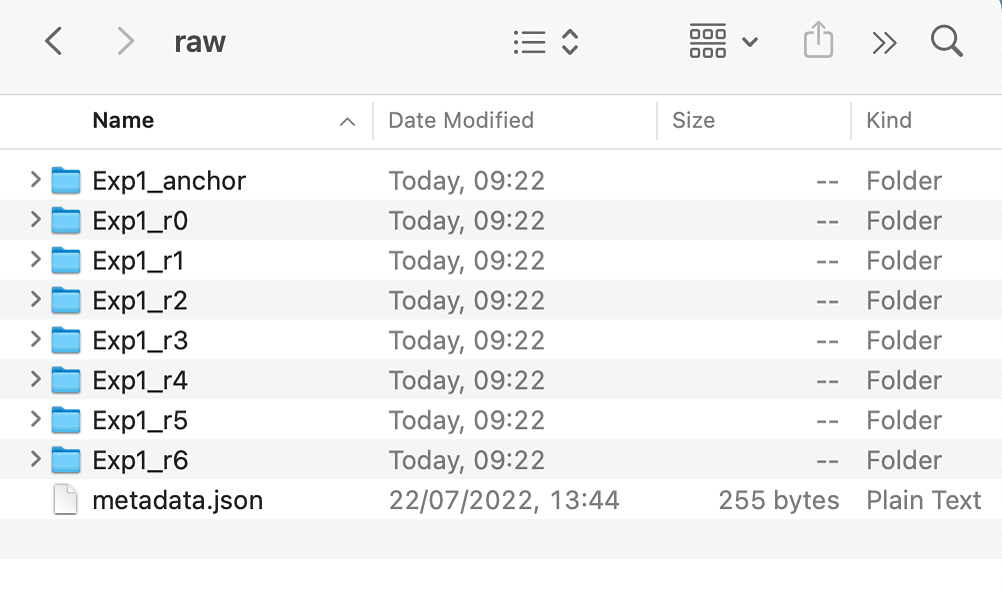 raw
Name Date Modified Size Kind
Exp1_anchor Today, 09:22 -- Folder
Exp1_r0 Today, 09:22 -- Folder
Exp1_r1 Today, 09:22 -- Folder
Exp1_r2 Today, 09:22 -- Folder
Exp1_r3 Today, 09:22 -- Folder
Exp1_r4 Today, 09:22 -- Folder
Exp1_r5 Today, 09:22 -- Folder
Exp1_r6 Today, 09:22 -- Folder
metadata.json 22/07/2022, 13:44 255 bytes Plain Text